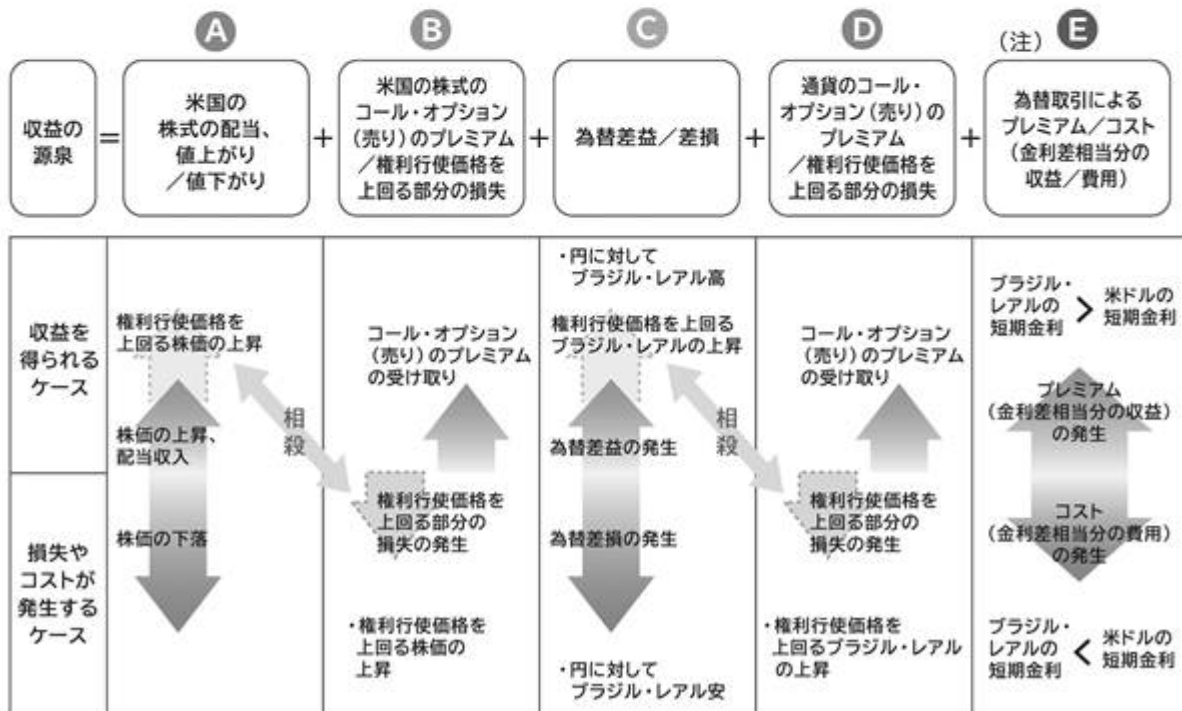 A
B
C
D
(注) E
収益の
源泉
=
米国の
株式の配当、
値上がり
/値下がり
+
米国の株式の
コール・オプション
(売り)のプレミアム
/権利行使価格を
上回る部分の損失
+
為替差益/差損
+
通貨のコール・
オプション(売り)の
プレミアム
/権利行使価格を
上回る部分の損失
+
為替取引による
プレミアム/コスト
(金利差相当分の
収益/費用)
収益を
得られる
ケース
権利行使価格を
上回る株価の上昇
株価の上昇、
配当収入
相殺
コール・オプション
(売り)のプレミアム
の受け取り
・円に対して
ブラジル・レアル高
権利行使価格を上回る
ブラジル・レアルの上昇
為替差益の発生
相殺
コール・オプション
(売り)のプレミアム
の受け取り
ブラジル・
レアルの
短期金利
>
米ドルの
短期金利
プレミアム
(金利差相当分の収益)
の発生
損失や
コストが
発生する
ケース
株価の下落
権利行使価格を
上回る部分の
損失の発生
・権利行使価格を
上回る株価の
上昇
為替差損の発生
・円に対して
ブラジル・レアル安
権利行使価格を
上回る部分の
損失の発生
・権利行使価格を
上回るブラジル・レアル
の上昇
コスト
(金利差相当分の費用)
の発生
ブラジル・
レアルの
短期金利
<
米ドルの
短期金利